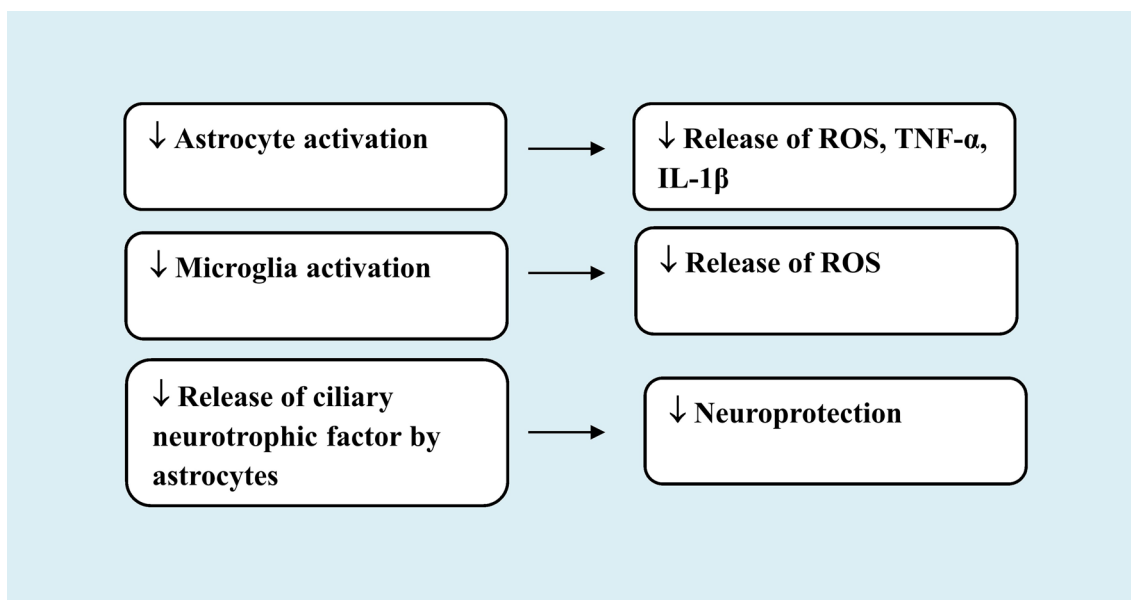 ↓ Astrocyte activation
↓ Release of ROS, TNF-α,
IL-1β
↓ Microglia activation
↓ Release of ROS
↓ Release of ciliary
neurotrophic factor by
astrocytes
↓ Neuroprotection